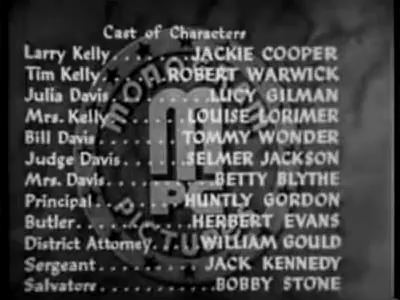 Cast of Characters
Larry Kelly.......JACKIE COOPER
Tim Kelly.....ROBERT WARWICK
Julia Davis........LUCY GILMAN
Mrs. Kelly......LOUISE LORIMER
Bill Davis......TOMMY WONDER
Judge Davis....SELMER JACKSON
Mrs. Davis........BETTY BLYTHE
Principal......HUNTLY GORDON
Butler........HERBERT EVANS
District Attorney....WILLIAM GOULD
Sergeant........JACK KENNEDY
Salvatore..........BOBBY STONE
M
PC
PICTURES